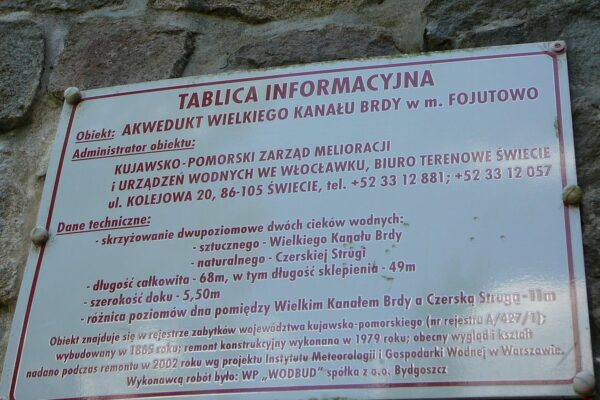 TABLICA INFORMACYJNA
Obiekt: AKWEDUKT WIELKIEGO KANAŁU BRDY w m. FOJUTOWO
Administrator obiektu:
KUJAWSKO-POMORSKI ZARZĄD MELIORACJI
i URZĄDZEŃ WODNYCH WE WŁOCŁAWKU, BIURO TERENOWE ŚWIECIE
ul. KOLEJOWA 20, 86-105 ŚWIECIE, tel. +52 33 12 881; +52 33 12 057
Dane techniczne:
- skrzyżowanie dwupoziomowe dwóch cieków wodnych:
- sztucznego - Wielkiego Kanału Brdy
- naturalnego - Czerskiej Strugi
- długość całkowita - 68m, w tym długość sklepienia - 49m
- szerokość doku - 5,50m
- różnica poziomów dna pomiędzy Wielkim Kanałem Brdy a Czerską Strugą-11m
Obiekt znajduje się w rejestrze zabytków województwa kujawsko-pomorskiego (nr rejestru A/427/1);
wybudowany w 1885 roku; remont konstrukcyjny wykonana w 1979 roku; obecny wygląd i kształt
nadano podczas remontu w 2002 roku wg projektu Instytutu Meteorologii i Gospodarki Wodnej w Warszawie.
Wykonawcą robót było: WP „WODBUD" spółka z o.o. Bydgoszcz